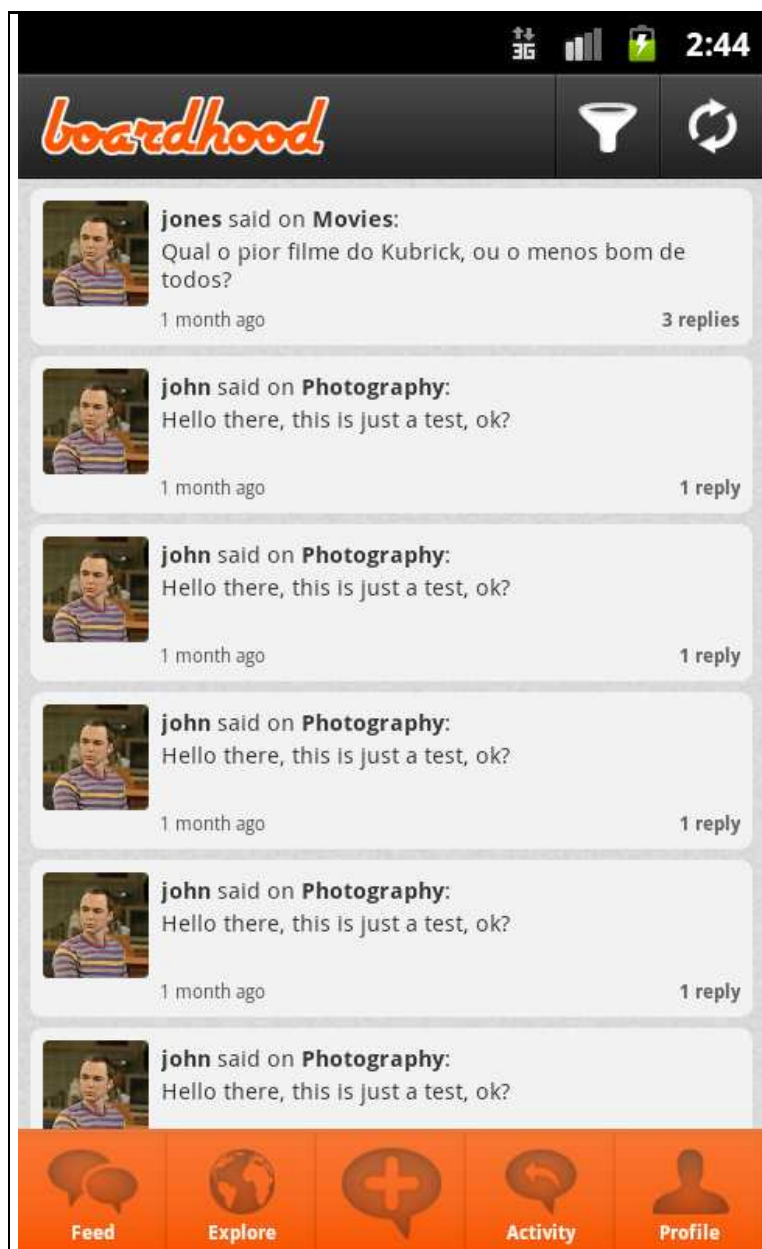 3G 2:44
boardhood
jones said on Movies:
Qual o pior filme do Kubrick, ou o menos bom de
todos?
1 month ago 3 replies
john said on Photography:
Hello there, this is just a test, ok?
1 month ago 1 reply
john said on Photography:
Hello there, this is just a test, ok?
1 month ago 1 reply
john said on Photography:
Hello there, this is just a test, ok?
1 month ago 1 reply
john said on Photography:
Hello there, this is just a test, ok?
1 month ago 1 reply
john said on Photography:
Hello there, this is just a test, ok?
Feed Explore Activity Profile